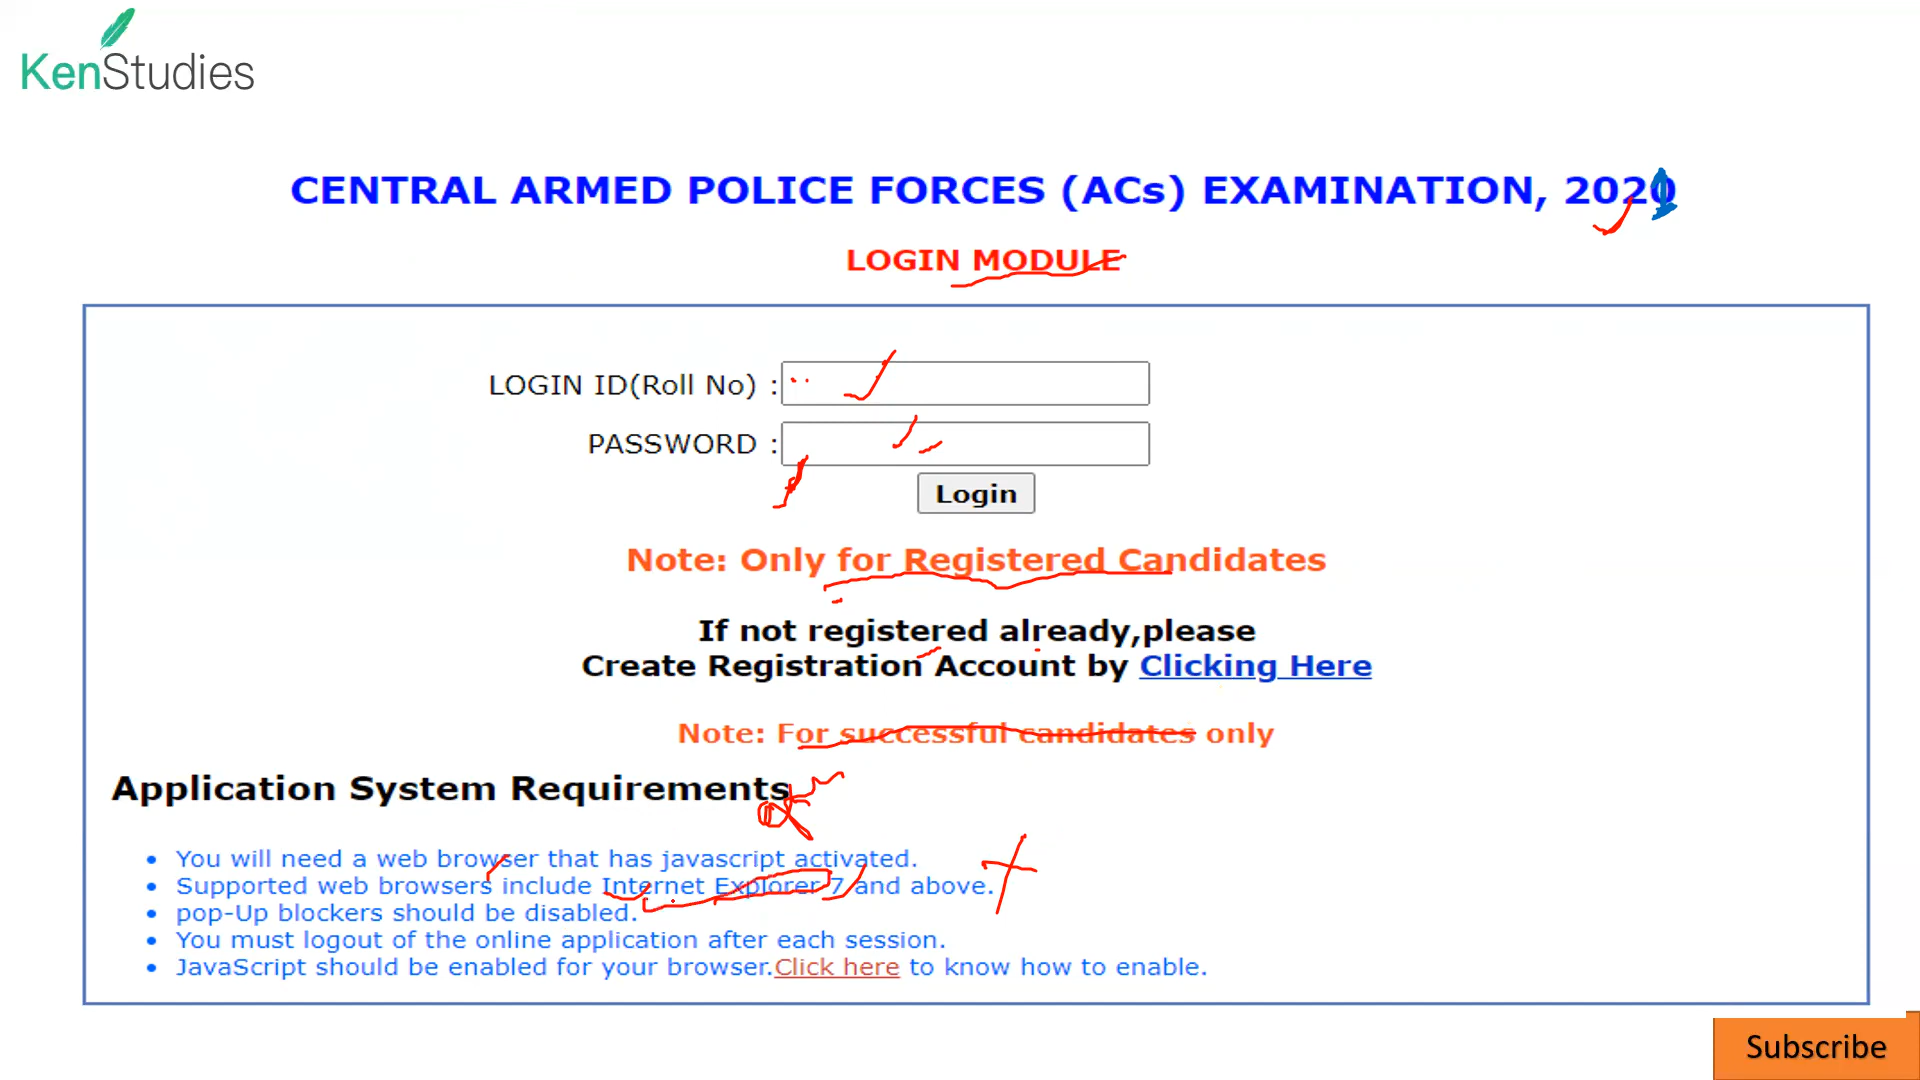 KenStudies
CENTRAL ARMED POLICE FORCES (ACs) EXAMINATION, 2021
LOGIN MODULE
LOGIN ID(Roll No) :
PASSWORD :
Login
Note: Only for Registered Candidates
If not registered already,please
Create Registration Account by Clicking Here
Note: For successful candidates only
Application System Requirements
• You will need a web browser that has javascript activated.
• Supported web browsers include Internet Explorer 7 and above.
• pop-Up blockers should be disabled.
• You must logout of the online application after each session.
• JavaScript should be enabled for your browser.Click here to know how to enable.
Subscribe